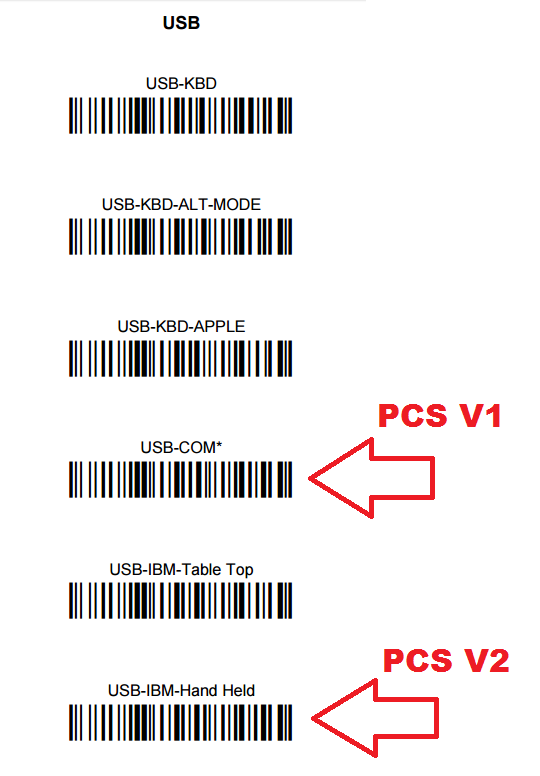 USB
USB-KBD
USB-KBD-ALT-MODE
USB-KBD-APPLE
PCS V1
USB-COM*
USB-IBM-Table Top
PCS V2
USB-IBM-Hand Held